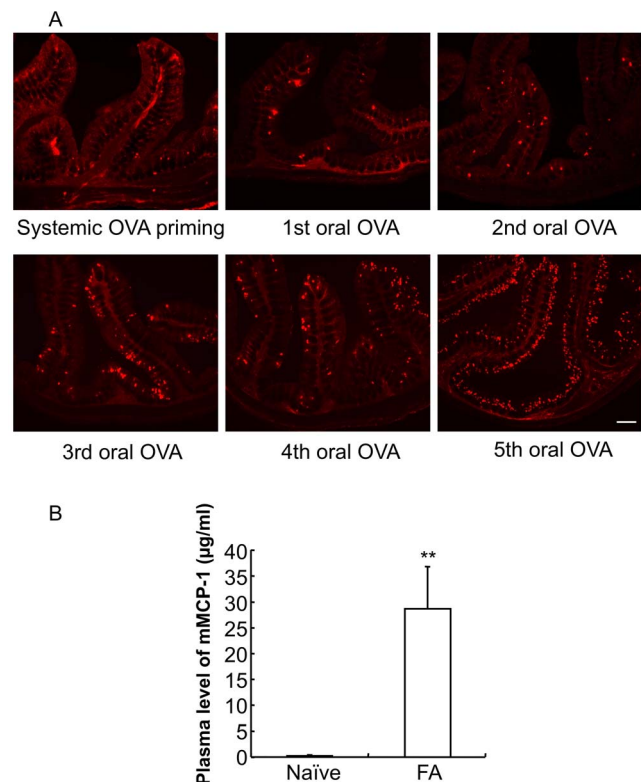 A
Systemic OVA priming
1st oral OVA
2nd oral OVA
3rd oral OVA
4th oral OVA
5th oral OVA
B
Plasma level of mMCP-1 (µg/ml)
40
35
30
25
20
15
10
5
0
**
Naïve
FA